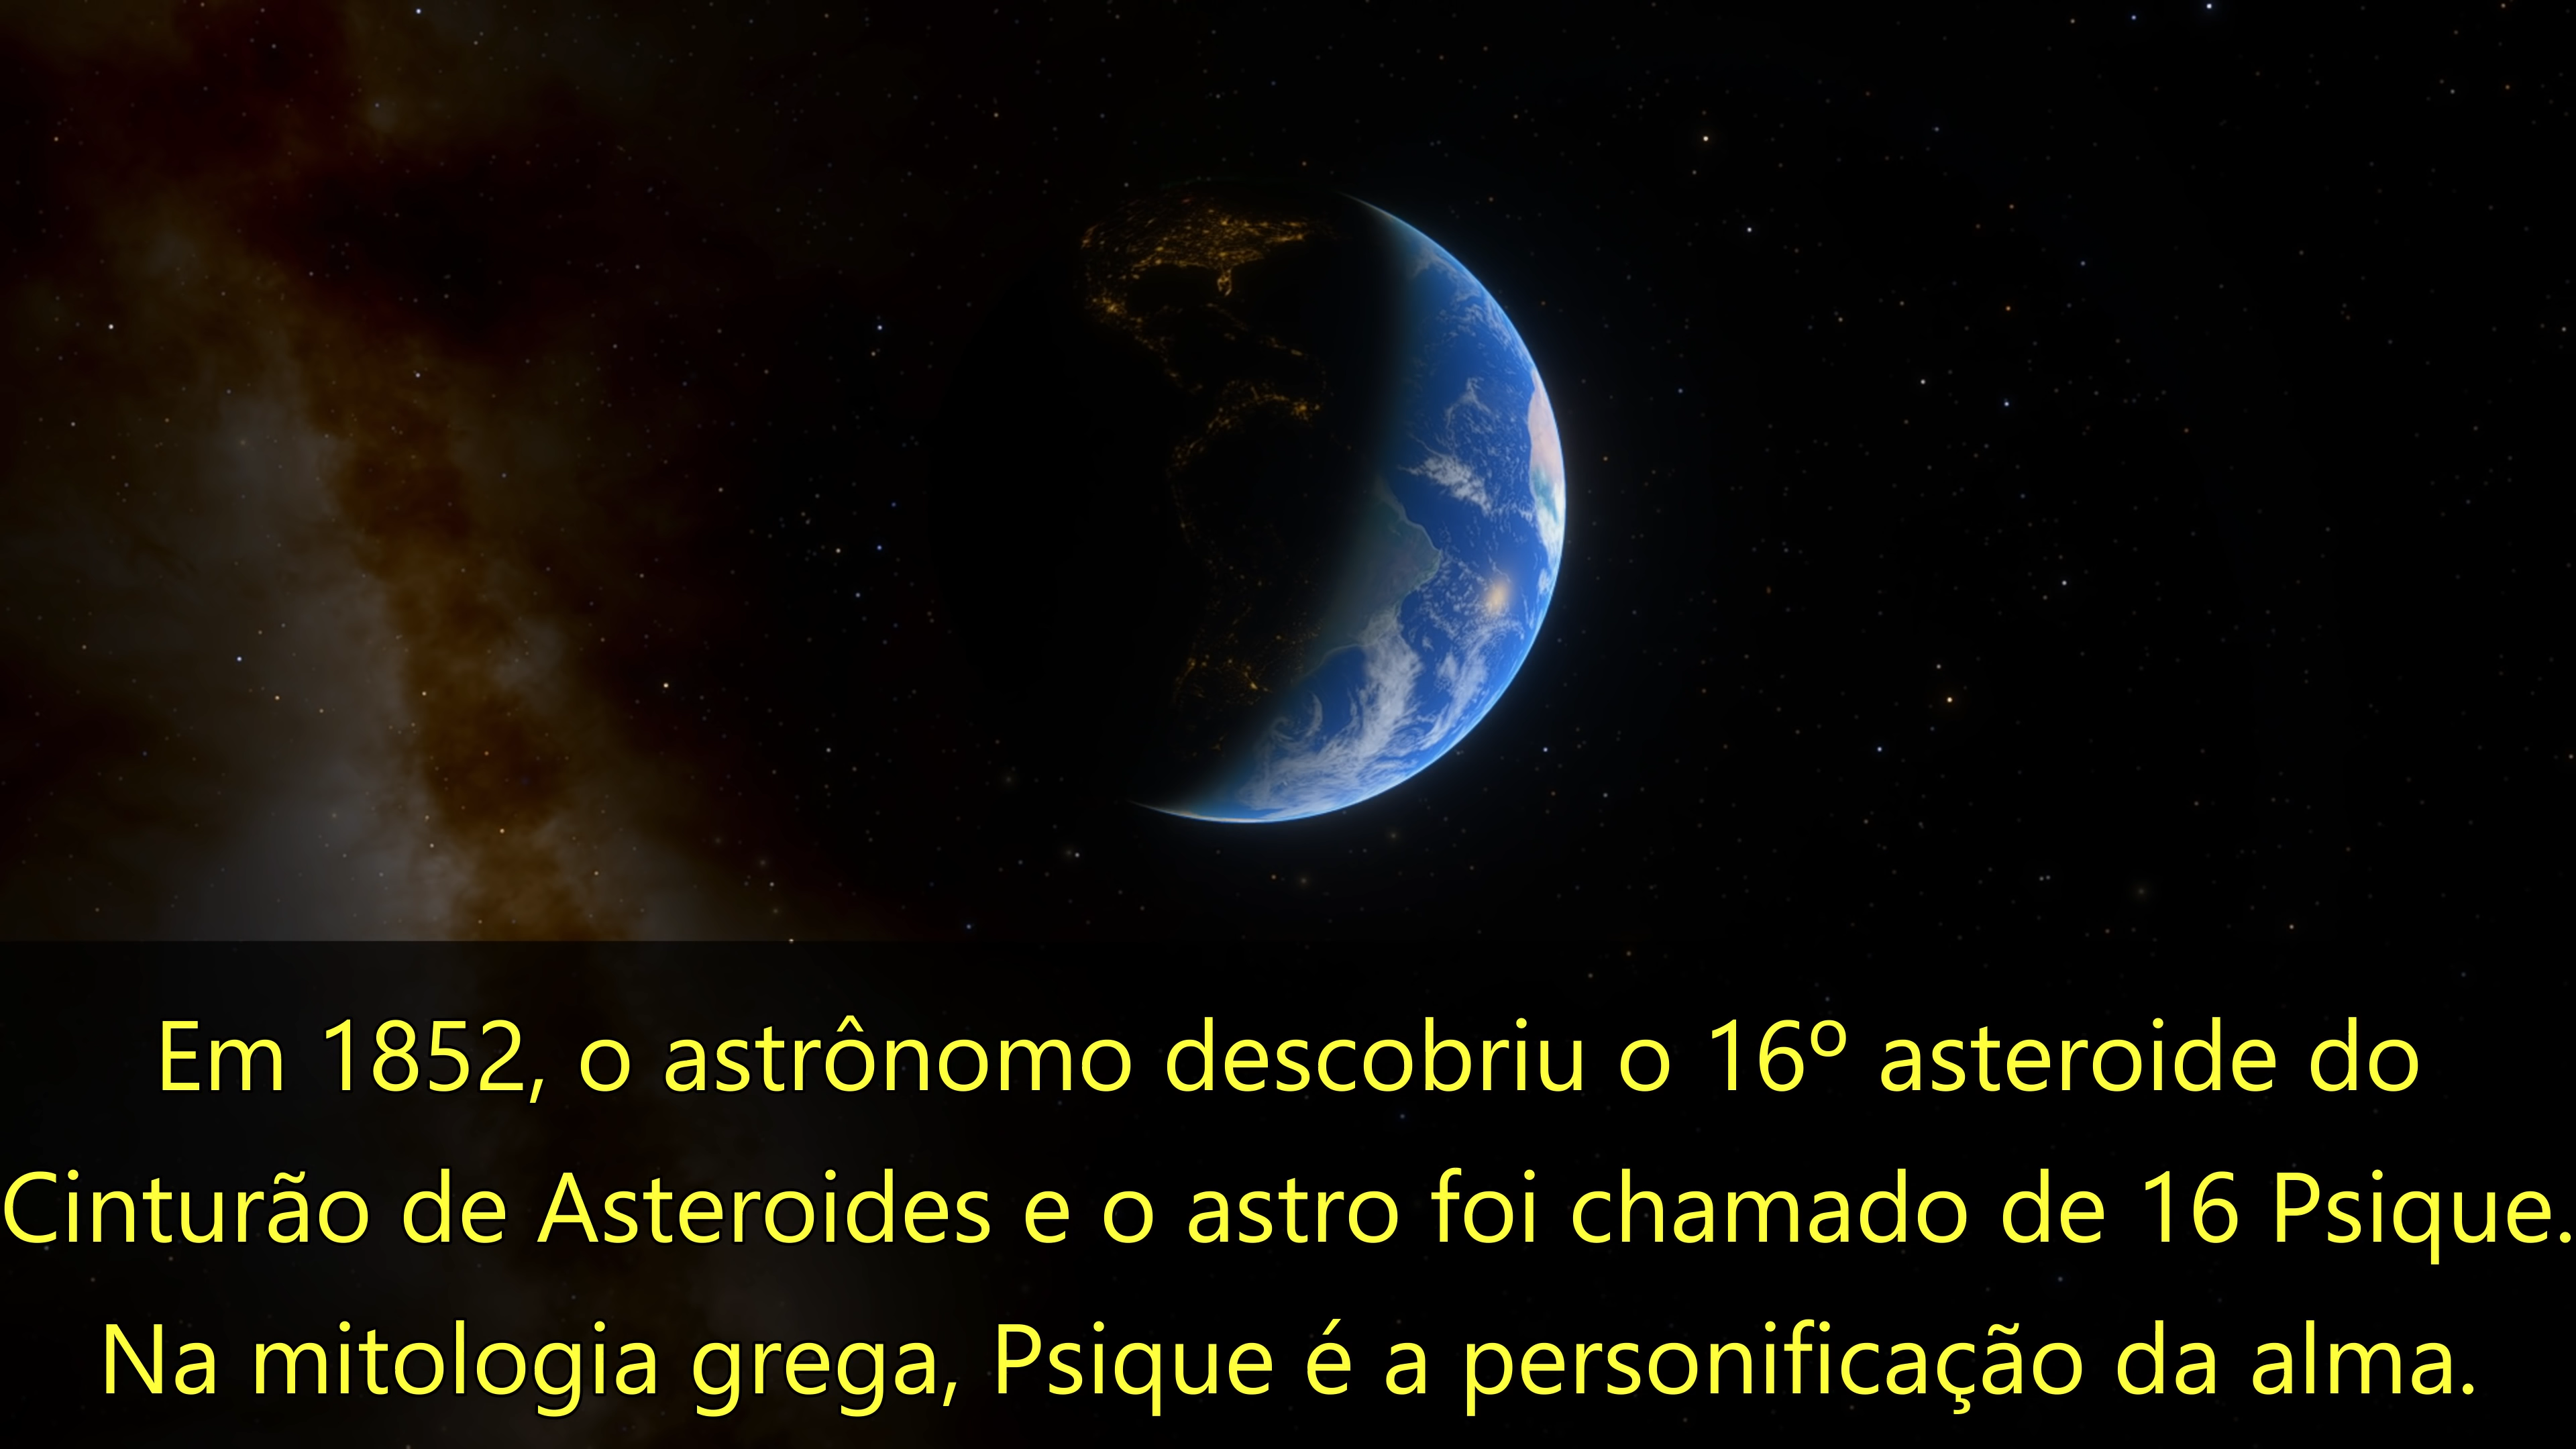 Em 1852, o astrônomo descobriu o 16º asteroide do
Cinturão de Asteroides e o astro foi chamado de 16 Psique.
Na mitologia grega, Psique é a personificação da alma.